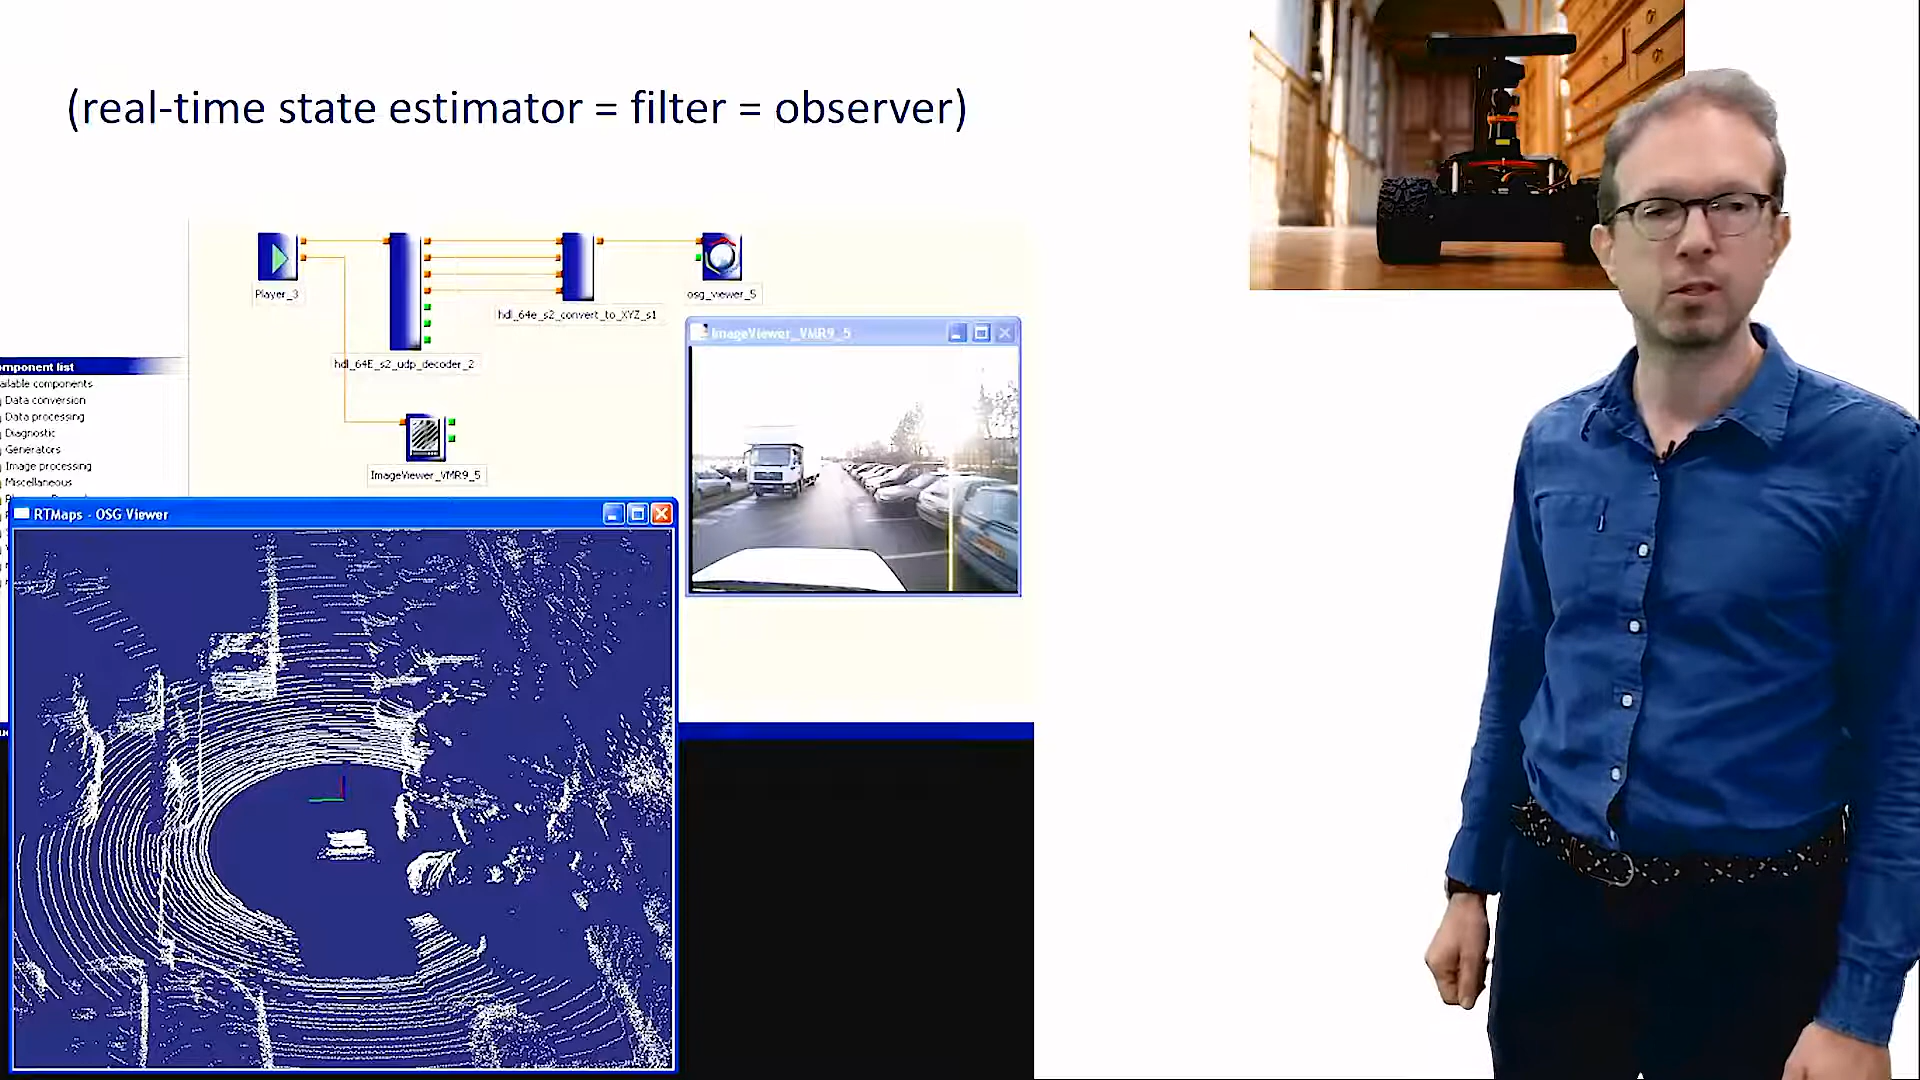 (real-time state estimator = filter = observer)
Player_3
osg_viewer_5
hdl_64e_s2_convert_to_XYZ_s1
ImageViewer_VMR9_5
hdl_64E_s2_udp_decoder_2
omponent list
ailable components
Data conversion
Data processing
Diagnostic
Generators
Image processing
Miscellaneous
ImageViewer_VMR9_5
RTMaps - OSG Viewer